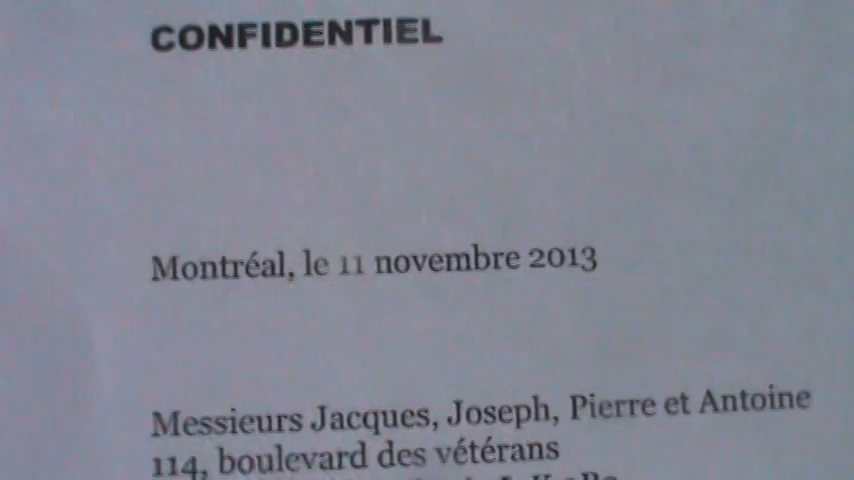 CONFIDENTIEL
Montréal, le 11 novembre 2013
Messieurs Jacques, Joseph, Pierre et Antoine
114, boulevard des vétérans